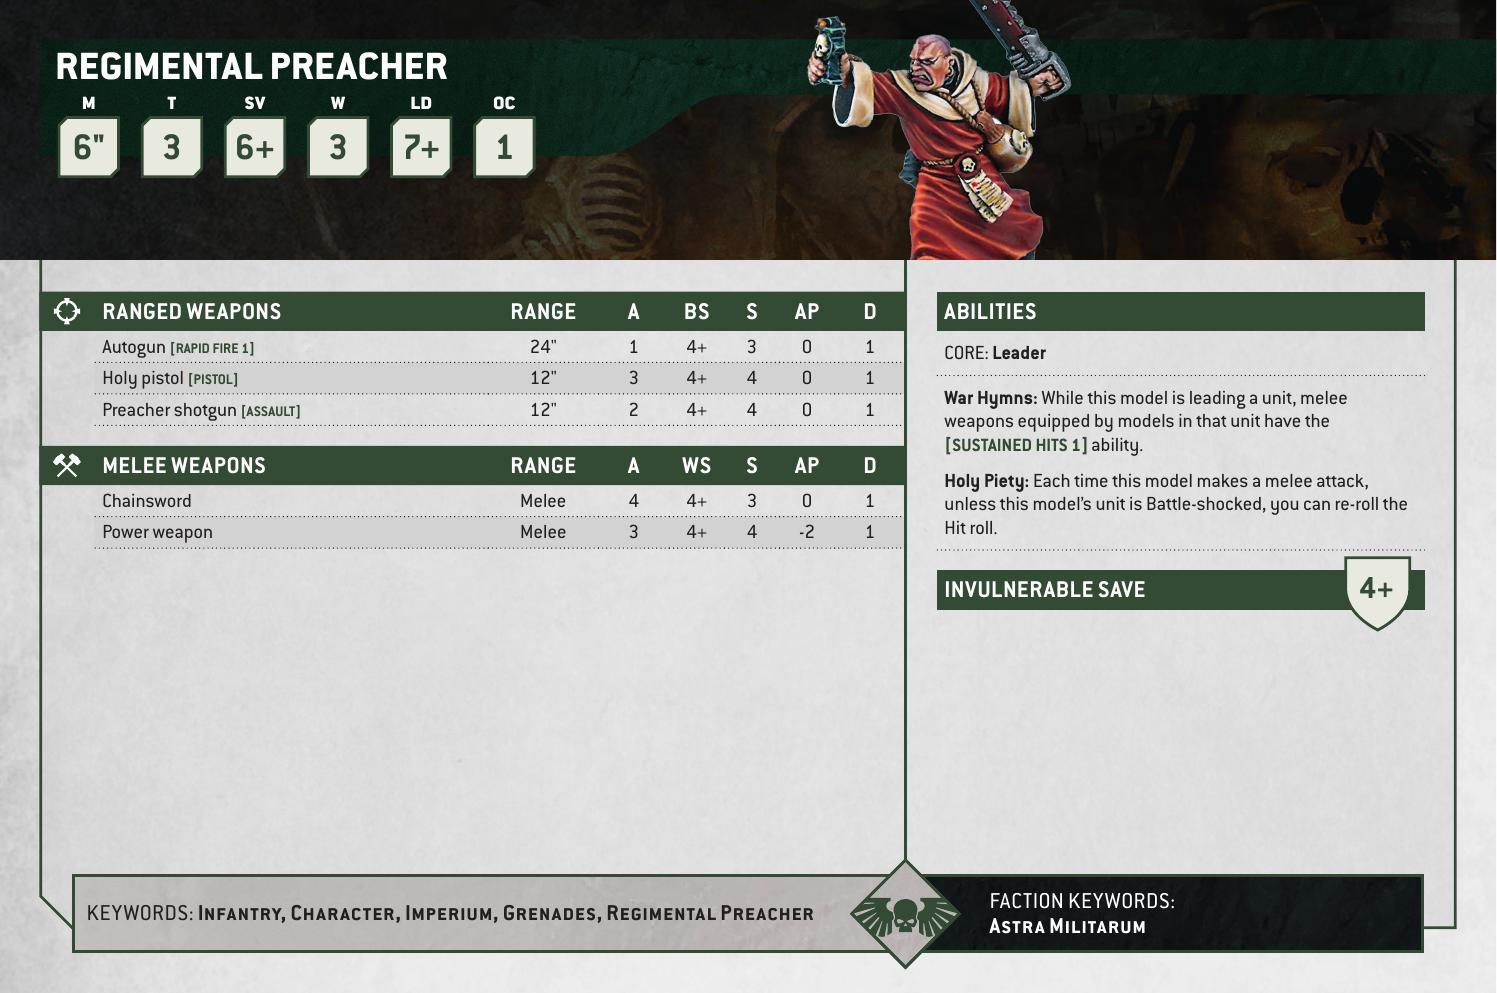 REGIMENTAL PREACHER
M T SV W LD OC
6" 3 6+ 3 7+ 1
RANGED WEAPONS RANGE A BS S AP D
Autogun [RAPID FIRE 1] 24" 1 4+ 3 0 1
Holy pistol [PISTOL] 12" 3 4+ 4 0 1
Preacher shotgun [ASSAULT] 12" 2 4+ 4 0 1
MELEE WEAPONS RANGE A WS S AP D
Chainsword Melee 4 4+ 3 0 1
Power weapon Melee 3 4+ 4 -2 1
ABILITIES
CORE: Leader
War Hymns: While this model is leading a unit, melee
weapons equipped by models in that unit have the
[SUSTAINED HITS 1] ability.
Holy Piety: Each time this model makes a melee attack,
unless this model's unit is Battle-shocked, you can re-roll the
Hit roll.
INVULNERABLE SAVE 4+
KEYWORDS: Infantry, Character, Imperium, Grenades, Regimental Preacher
FACTION KEYWORDS:
Astra Militarum